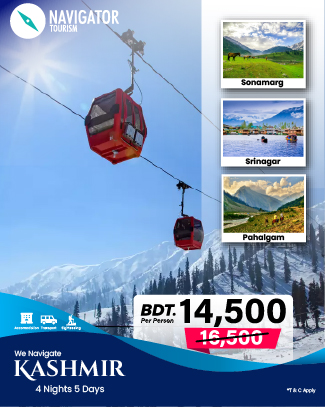 NAVIGATOR
TOURISM
Sonamarg
Srinagar
Pahalgam
BDT. 14,500
Per Person
16,500
Accomodation Transport Sightseeing
We Navigate
KASHMIR
4 Nights 5 Days
*T & C Apply